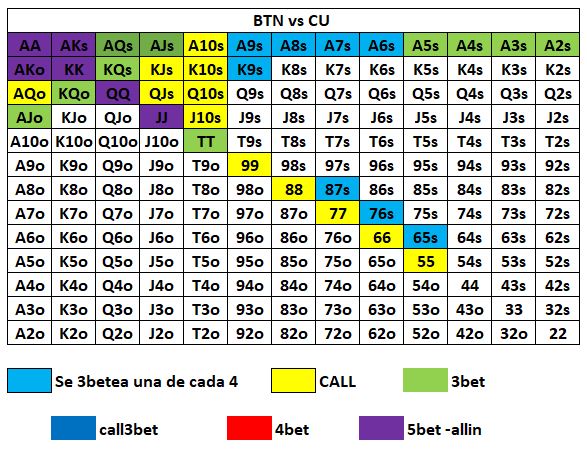 BTN vs CU
AA AKs AQs AJs A10s A9s A8s A7s A6s A5s A4s A3s A2s
AKo KK KQs KJs K10s K9s K8s K7s K6s K5s K4s K3s K2s
AQo KQo QQ QJs Q10s Q9s Q8s Q7s Q6s Q5s Q4s Q3s Q2s
AJo KJo QJo JJ J10s J9s J8s J7s J6s J5s J4s J3s J2s
A10o K10o Q10o J10o TT T9s T8s T7s T6s T5s T4s T3s T2s
A9o K9o Q9o J9o T9o 99 98s 97s 96s 95s 94s 93s 92s
A8o K8o Q8o J8o T8o 98o 88 87s 86s 85s 84s 83s 82s
A7o K7o Q7o J7o T7o 97o 87o 77 76s 75s 74s 73s 72s
A6o K6o Q6o J6o T6o 96o 86o 76o 66 65s 64s 63s 62s
A5o K5o Q5o J5o T5o 95o 85o 75o 65o 55 54s 53s 52s
A4o K4o Q4o J4o T4o 94o 84o 74o 64o 54o 44 43s 42s
A3o K3o Q3o J3o T3o 93o 83o 73o 63o 53o 43o 33 32s
A2o K2o Q2o J2o T2o 92o 82o 72o 62o 52o 42o 32o 22
Se 3betea una de cada 4 CALL 3bet
call3bet 4bet 5bet -allin